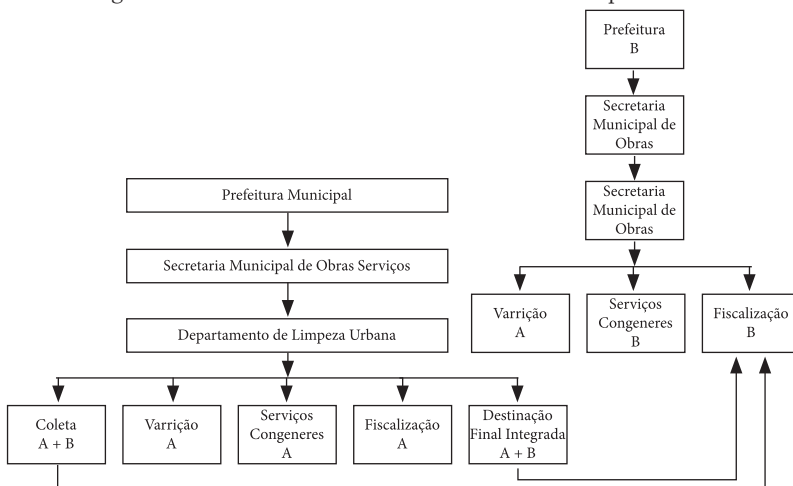 Prefeitura
B
Secretaria
Municipal de
Obras
Secretaria
Municipal de
Obras
Prefeitura Municipal
Secretaria Municipal de Obras Serviços
Departamento de Limpeza Urbana
Varrição
A
Serviços
Congeneres
B
Fiscalização
B
Coleta
A + B
Varrição
A
Serviços
Congeneres
A
Fiscalização
A
Destinação
Final Integrada
A + B